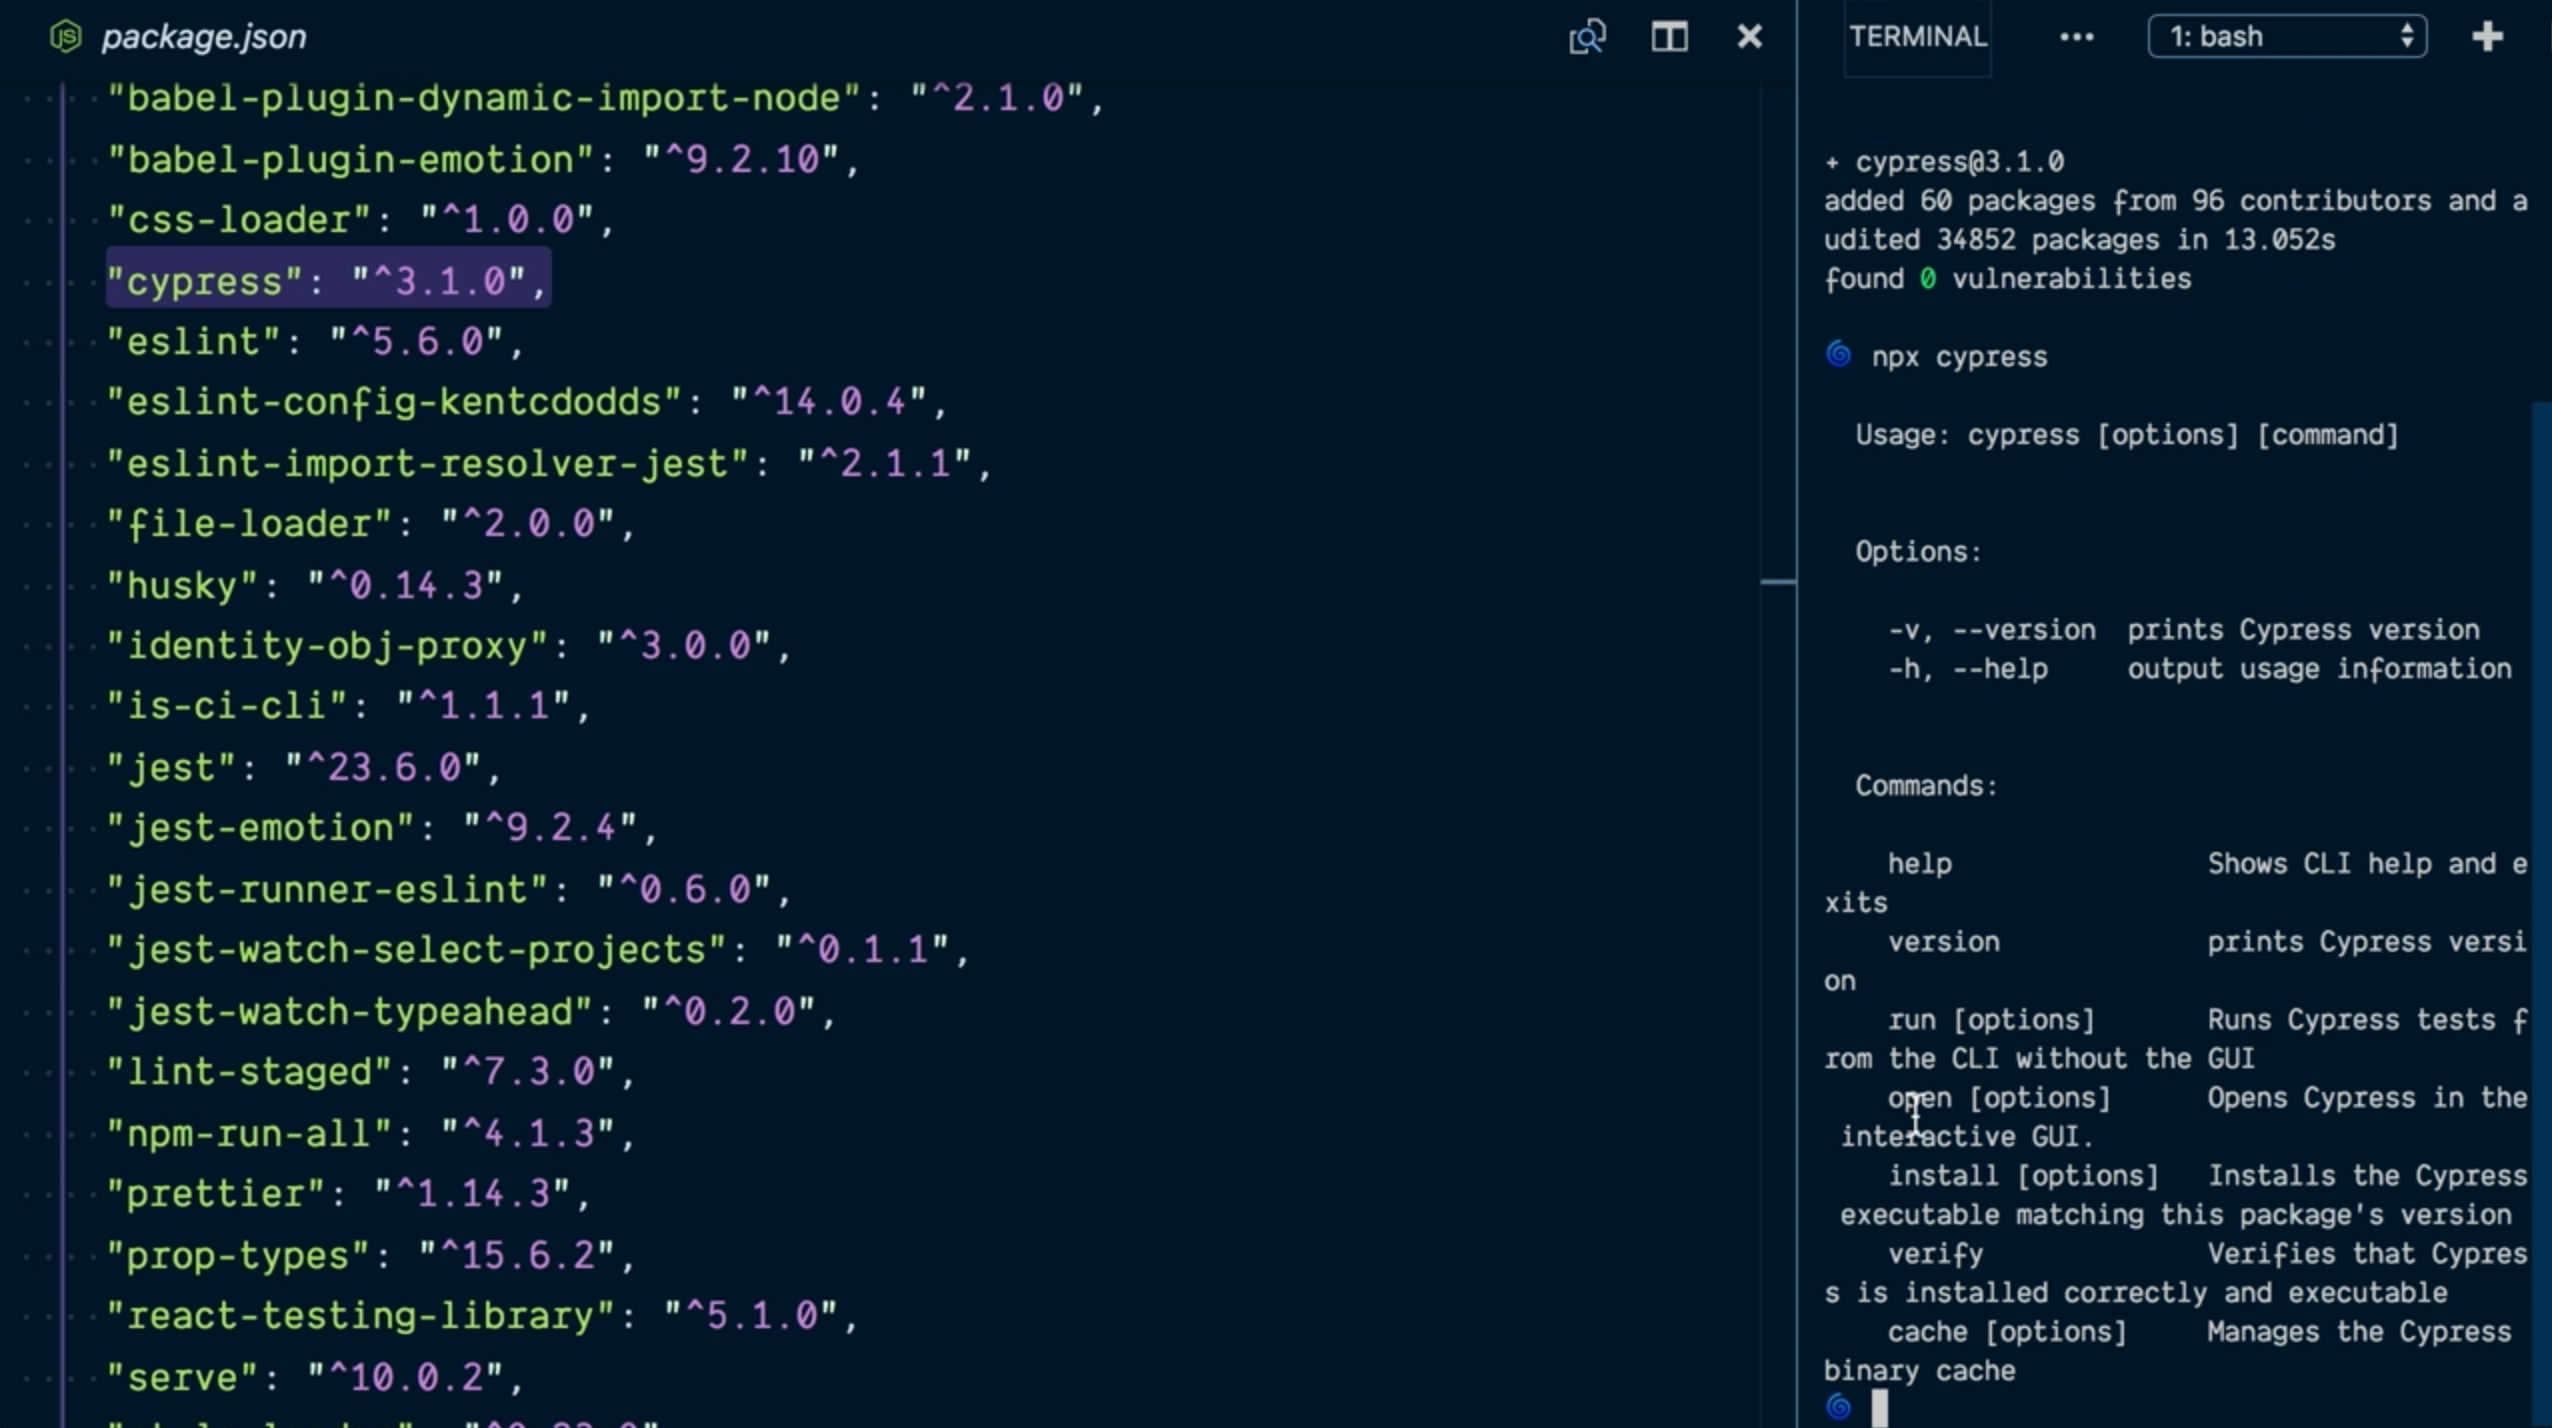 package.json
"babel-plugin-dynamic-import-node": "^2.1.0",
"babel-plugin-emotion": "^9.2.10",
"css-loader": "^1.0.0",
"cypress": "^3.1.0",
"eslint": "^5.6.0",
"eslint-config-kentcdodds": "^14.0.4",
"eslint-import-resolver-jest": "^2.1.1",
"file-loader": "^2.0.0",
"husky": "^0.14.3",
"identity-obj-proxy": "^3.0.0",
"is-ci-cli": "^1.1.1",
"jest": "^23.6.0",
"jest-emotion": "^9.2.4",
"jest-runner-eslint": "^0.6.0",
"jest-watch-select-projects": "^0.1.1",
"jest-watch-typeahead": "^0.2.0",
"lint-staged": "^7.3.0",
"npm-run-all": "^4.1.3",
"prettier": "^1.14.3",
"prop-types": "^15.6.2",
"react-testing-library": "^5.1.0",
"serve": "^10.0.2",
TERMINAL ••• 1: bash
+ cypress@3.1.0
added 60 packages from 96 contributors and a
udited 34852 packages in 13.052s
found 0 vulnerabilities
npx cypress
Usage: cypress [options] [command]
Options:
-v, --version prints Cypress version
-h, --help output usage information
Commands:
help Shows CLI help and e
xits
version prints Cypress versi
on
run [options] Runs Cypress tests f
rom the CLI without the GUI
open [options] Opens Cypress in the
interactive GUI.
install [options] Installs the Cypress
executable matching this package's version
verify Verifies that Cypres
s is installed correctly and executable
cache [options] Manages the Cypress
binary cache